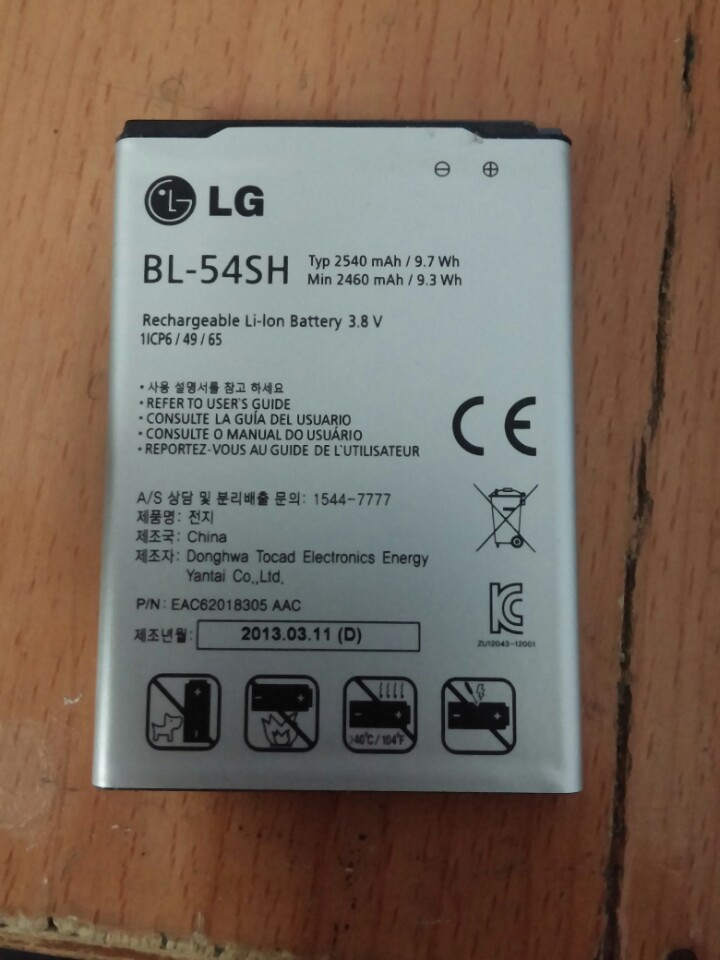 LG
BL-54SH
Typ 2540 mAh / 9.7 Wh
Min 2460 mAh / 9.3 Wh
Rechargeable Li-Ion Battery 3.8 V
1ICP6 / 49 / 65
• 사용 설명서를 참고 하세요
• REFER TO USER'S GUIDE
• CONSULTE LA GUÍA DEL USUARIO
• CONSULTE O MANUAL DO USUÁRIO
• REPORTEZ-VOUS AU GUIDE DE L'UTILISATEUR
CE
A/S 상담 및 분리배출 문의: 1544-7777
제품명: 전지
제조국: China
제조자: Donghwa Tocad Electronics Energy
Yantai Co.,Ltd.
P/N: EAC62018305 AAC
제조년월: 2013.03.11 (D)
ZU12043-12001
>40℃/104℉